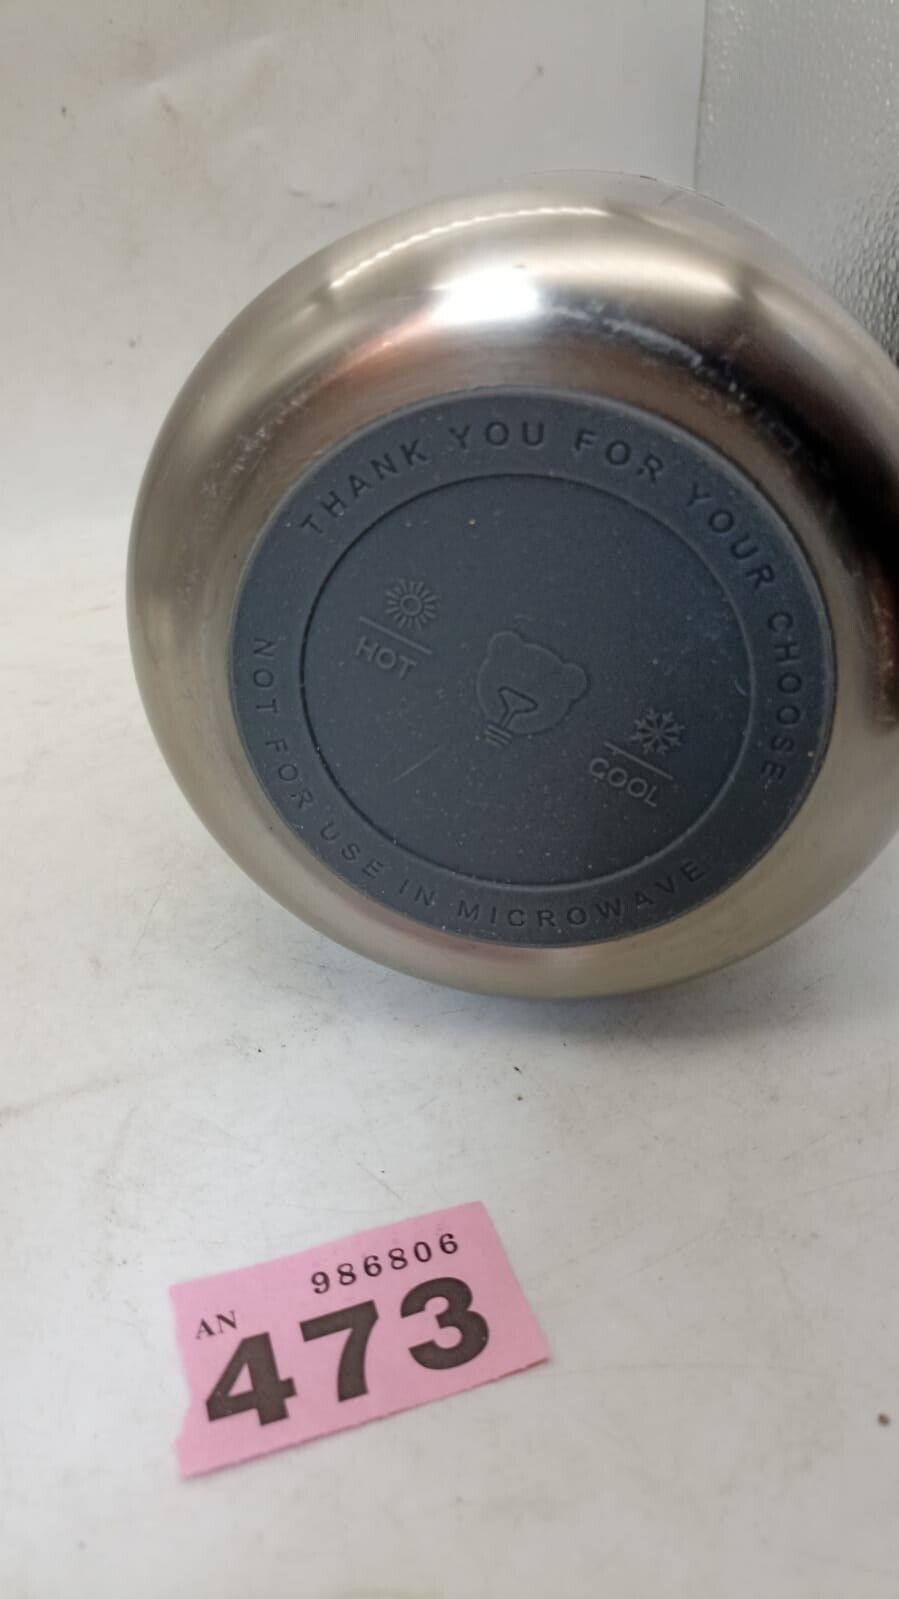 THANK YOU FOR YOUR CHOOSE
HOT
COOL
NOT FOR USE IN MICROWAVE
986806
AN
473